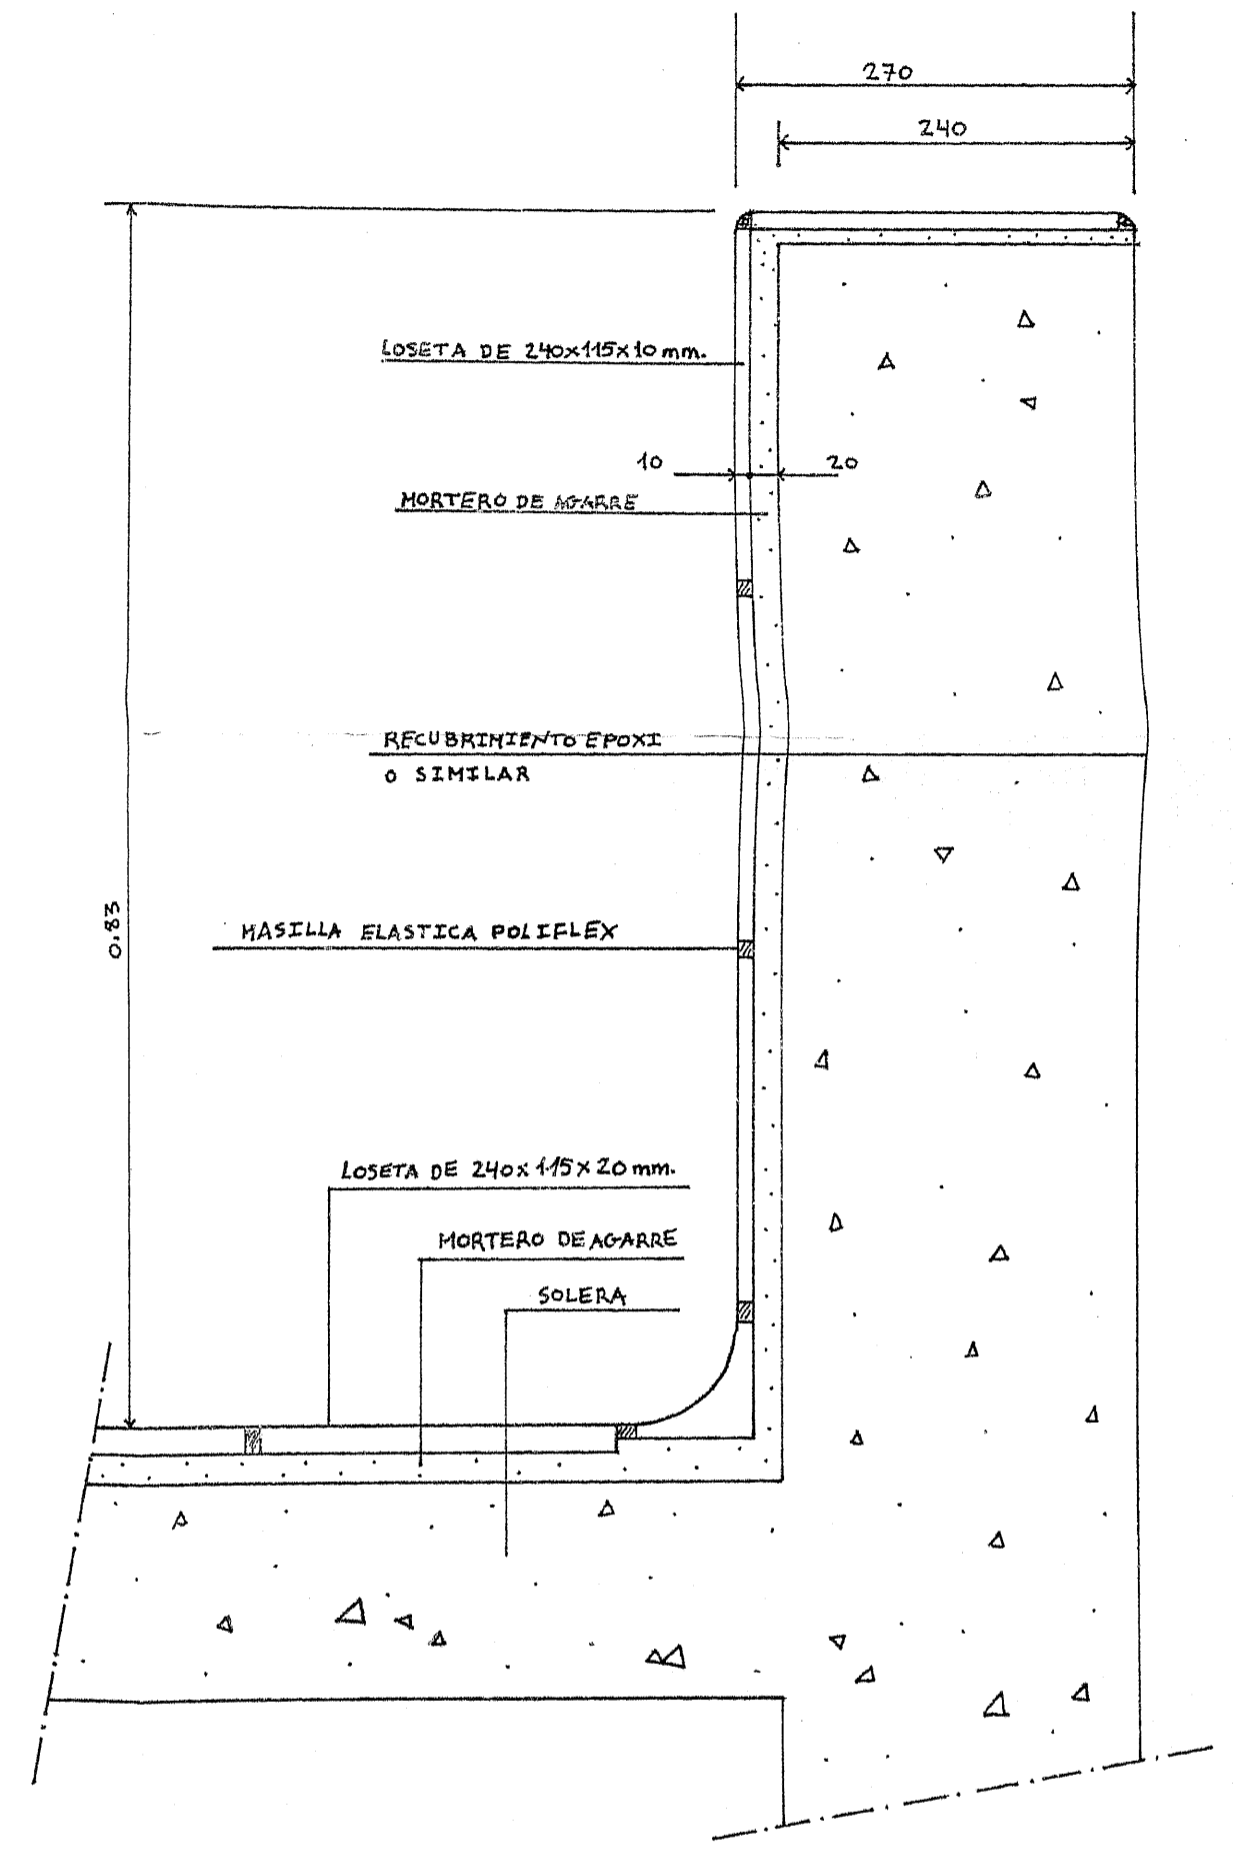 270
240
LOSETA DE 240x115x10 mm.
10
20
MORTERO DE AGARRE
RECUBRIMIENTO EPOXI
O SIMILAR
0.83
MASILLA ELASTICA POLIFLEX
LOSETA DE 240x115x20 mm.
MORTERO DE AGARRE
SOLERA